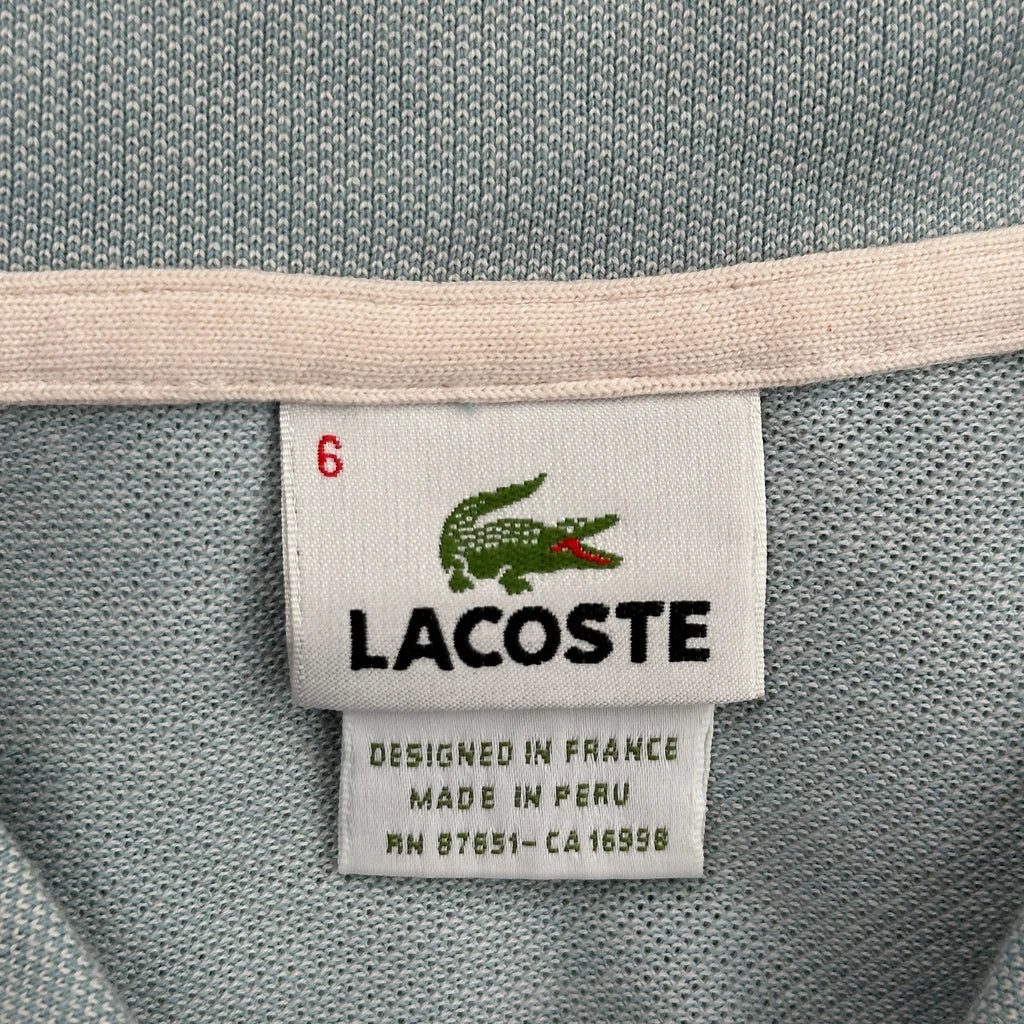 6
LACOSTE
DESIGNED IN FRANCE
MADE IN PERU
RN 87651- CA 16998